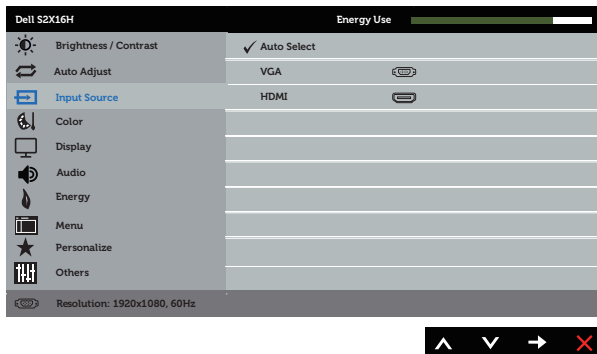 Dell S2X16H Energy Use
Brightness / Contrast Auto Select
Auto Adjust VGA
Input Source HDMI
Color
Display
Audio
Energy
Menu
Personalize
Others
Resolution: 1920x1080, 60Hz